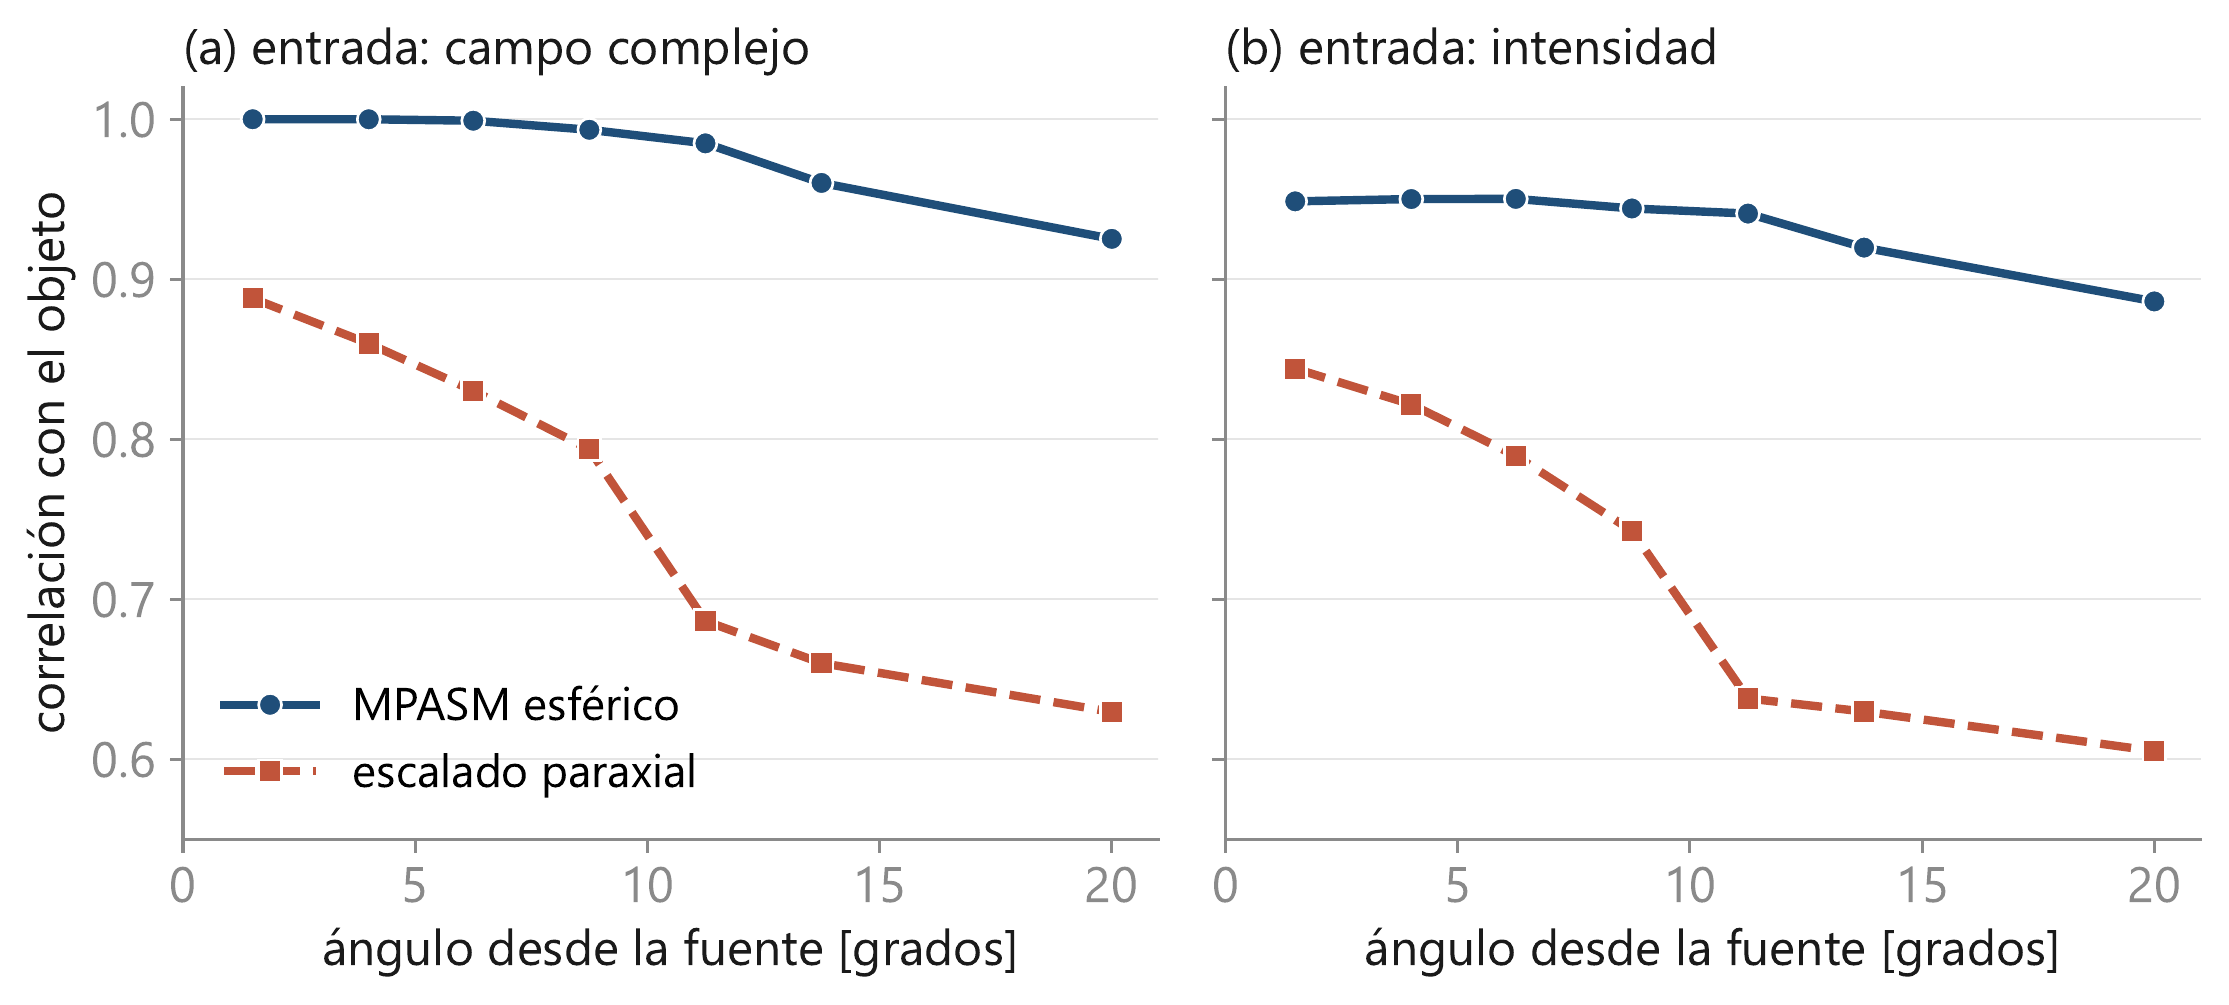 (a) entrada: campo complejo
(b) entrada: intensidad
correlación con el objeto
1.0
0.9
0.8
0.7
0.6
MPASM esférico
escalado paraxial
0 5 10 15 20
0 5 10 15 20
ángulo desde la fuente [grados]
ángulo desde la fuente [grados]